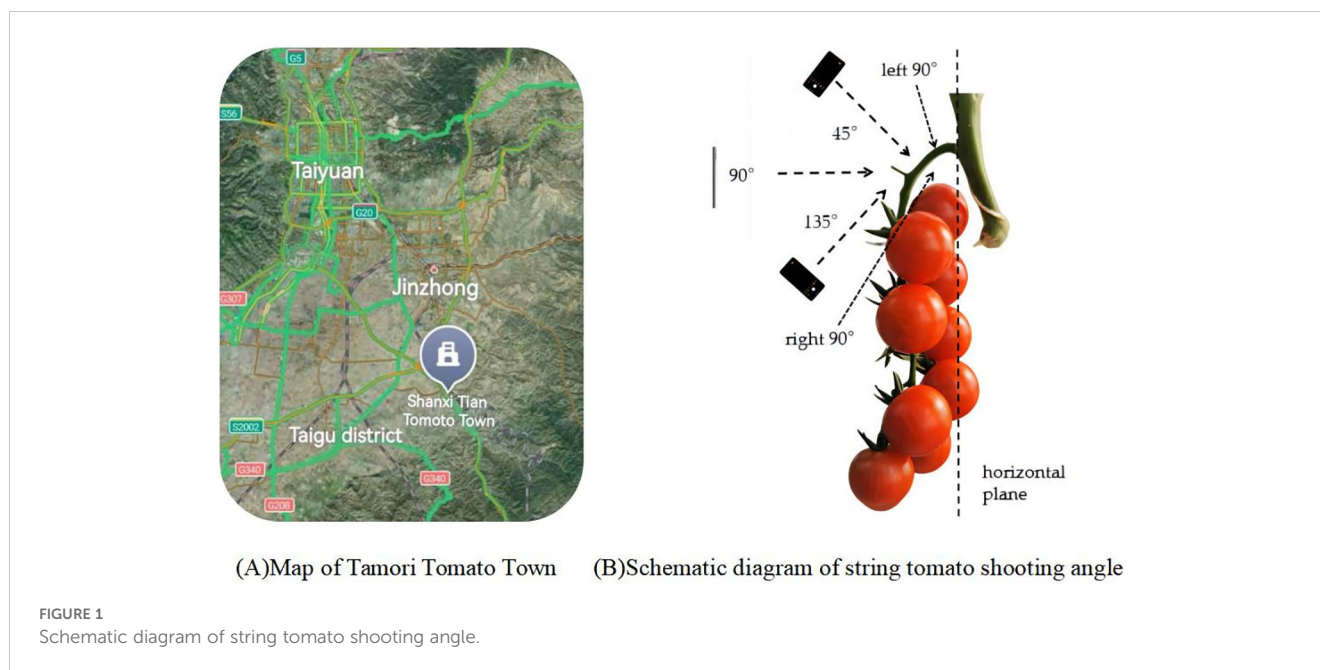 G5
S56
Taiyuan
G20
Jinzhong
G307
Shanxi Tian
Tomoto Town
S2002
Taigu district
G340
G340
G208
left 90°
45°
90°
135°
right 90°
horizontal
plane
(A)Map of Tamori Tomato Town
(B)Schematic diagram of string tomato shooting angle
FIGURE 1
Schematic diagram of string tomato shooting angle.